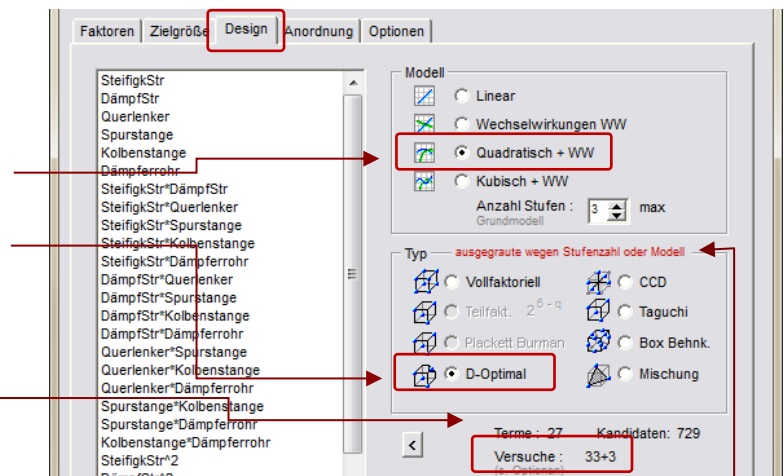 Faktoren Zielgröße Design Anordnung Optionen
SteifigkStr
DämpfStr
Querlenker
Spurstange
Kolbenstange
Dämpferrohr
SteifigkStr*DämpfStr
SteifigkStr*Querlenker
SteifigkStr*Spurstange
SteifigkStr*Kolbenstange
SteifigkStr*Dämpferrohr
DämpfStr*Querlenker
DämpfStr*Spurstange
DämpfStr*Kolbenstange
DämpfStr*Dämpferrohr
Querlenker*Spurstange
Querlenker*Kolbenstange
Querlenker*Dämpferrohr
Spurstange*Kolbenstange
Spurstange*Dämpferrohr
Kolbenstange*Dämpferrohr
SteifigkStr^2
DämpfStr^2
Modell
Linear
Wechselwirkungen WW
Quadratisch + WW
Kubisch + WW
Anzahl Stufen : 3 max
Grundmodell
Typ ausgegraute wegen Stufenzahl oder Modell
Vollfaktoriell CCD
Teilfakt. 2^6-q Taguchi
Plackett Burman Box Behnk.
D-Optimal Mischung
< Terme : 27 Kandidaten: 729
Versuche : 33+3
(s. Optionen)